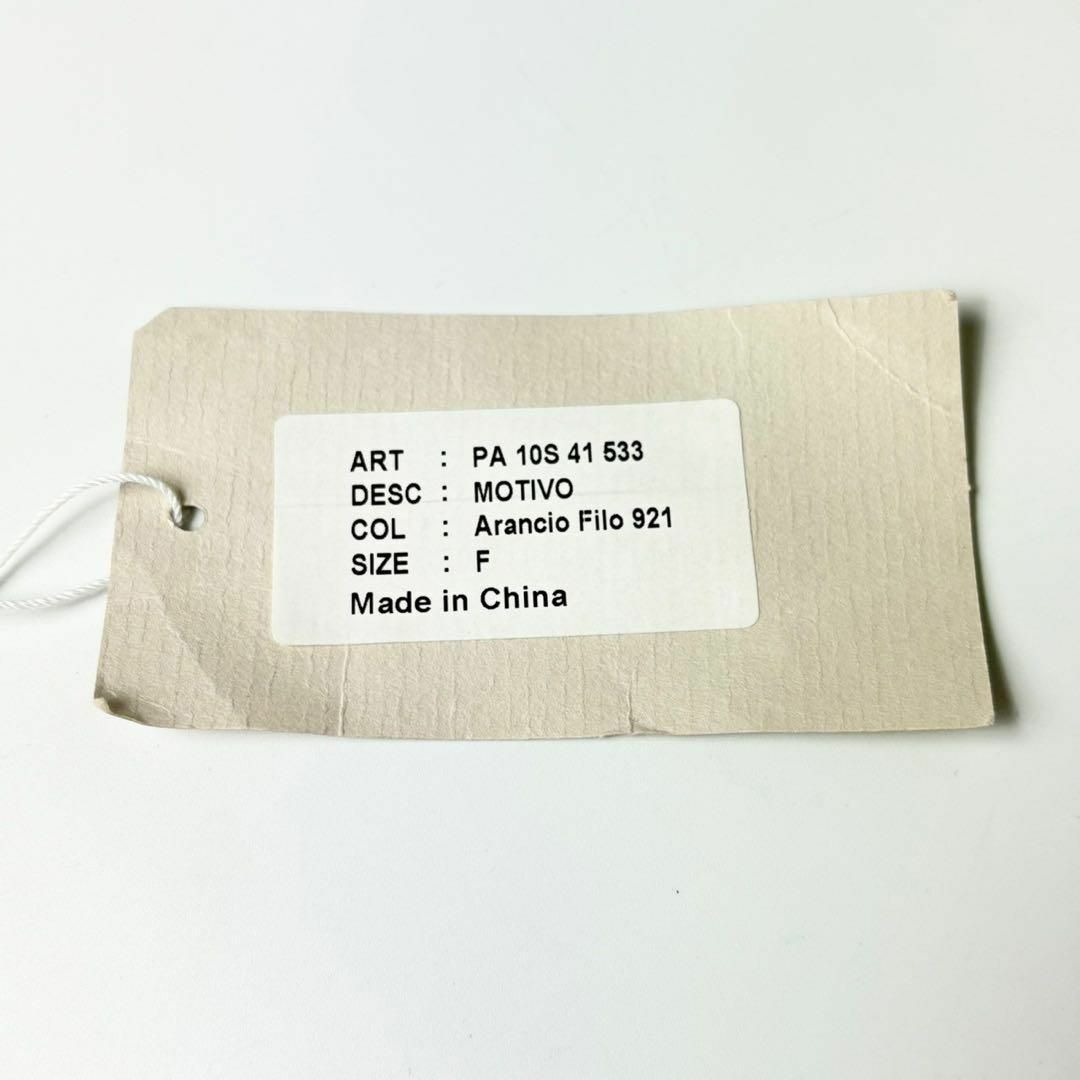 ART : PA 10S 41 533
DESC : MOTIVO
COL : Arancio Filo 921
SIZE : F
Made in China